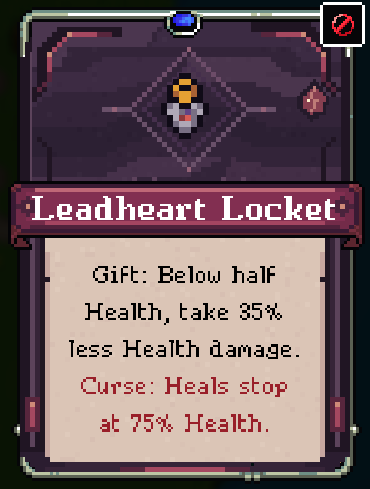 Leadheart Locket
Gift: Below half
Health, take 35%
less Health damage.
Curse: Heals stop
at 75% Health.